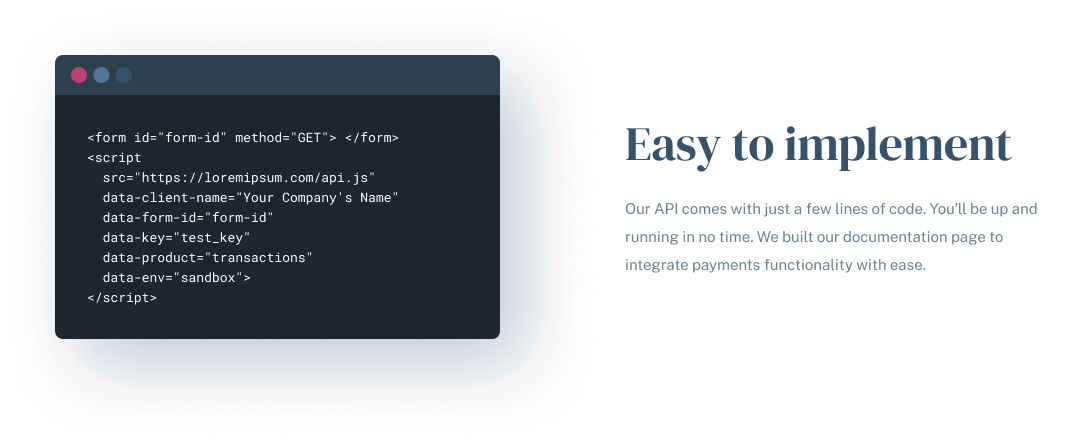 <form id="form-id" method="GET"> </form>
<script
  src="https://loremipsum.com/api.js"
  data-client-name="Your Company's Name"
  data-form-id="form-id"
  data-key="test_key"
  data-product="transactions"
  data-env="sandbox">
</script>
Easy to implement
Our API comes with just a few lines of code. You’ll be up and
running in no time. We built our documentation page to
integrate payments functionality with ease.